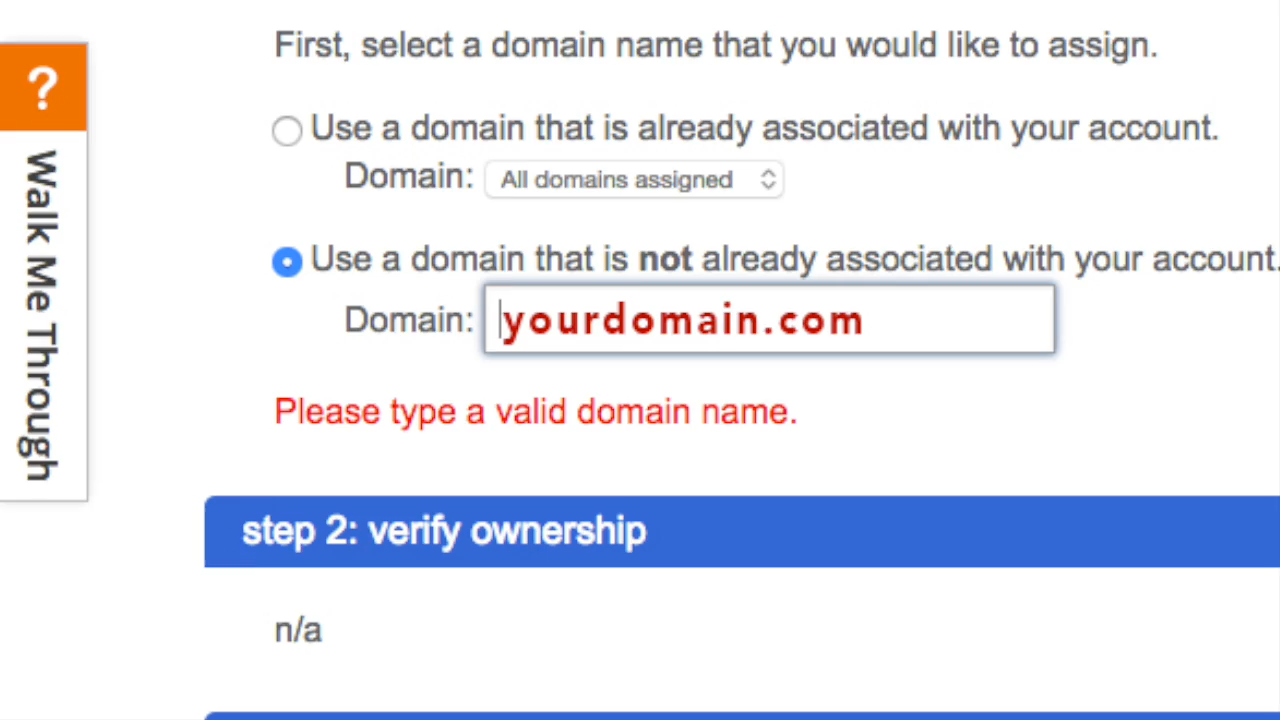 First, select a domain name that you would like to assign.
?
Walk Me Through
Use a domain that is already associated with your account.
Domain: All domains assigned
Use a domain that is not already associated with your account.
Domain: yourdomain.com
Please type a valid domain name.
step 2: verify ownership
n/a